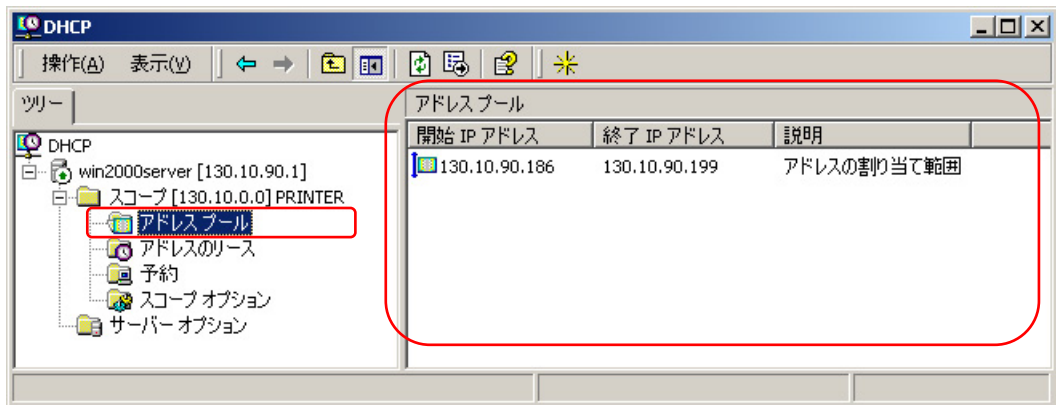 DHCP
操作(A) 表示(V)
ツリー
DHCP
win2000server [130.10.90.1]
スコープ [130.10.0.0] PRINTER
アドレス プール
アドレスのリース
予約
スコープ オプション
サーバー オプション
アドレス プール
開始 IP アドレス 終了 IP アドレス 説明
130.10.90.186 130.10.90.199 アドレスの割り当て範囲